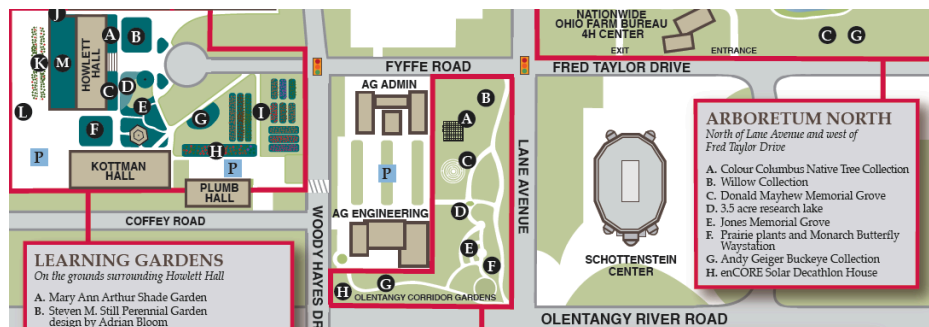 NATIONWIDE
OHIO FARM BUREAU
4H CENTER
EXIT
ENTRANCE
C
G
J
A
B
K
M
HOWLETT
HALL
C
D
E
L
F
G
I
H
P
P
KOTTMAN
HALL
PLUMB
HALL
COFFEY ROAD
FYFFE ROAD
FRED TAYLOR DRIVE
AG ADMIN
B
A
P
C
LANE AVENUE
D
AG ENGINEERING
E
F
G
H
OLENTANGY CORRIDOR GARDENS
WOODY HAYES DR
SCHOTTENSTEIN
CENTER
OLENTANGY RIVER ROAD
ARBORETUM NORTH
North of Lane Avenue and west of
Fred Taylor Drive
A. Colour Columbus Native Tree Collection
B. Willow Collection
C. Donald Mayhew Memorial Grove
D. 3.5 acre research lake
E. Jones Memorial Grove
F. Prairie plants and Monarch Butterfly
Waystation
G. Andy Geiger Buckeye Collection
H. enCORE Solar Decathlon House
LEARNING GARDENS
On the grounds surrounding Howlett Hall
A. Mary Ann Arthur Shade Garden
B. Steven M. Still Perennial Garden
design by Adrian Bloom